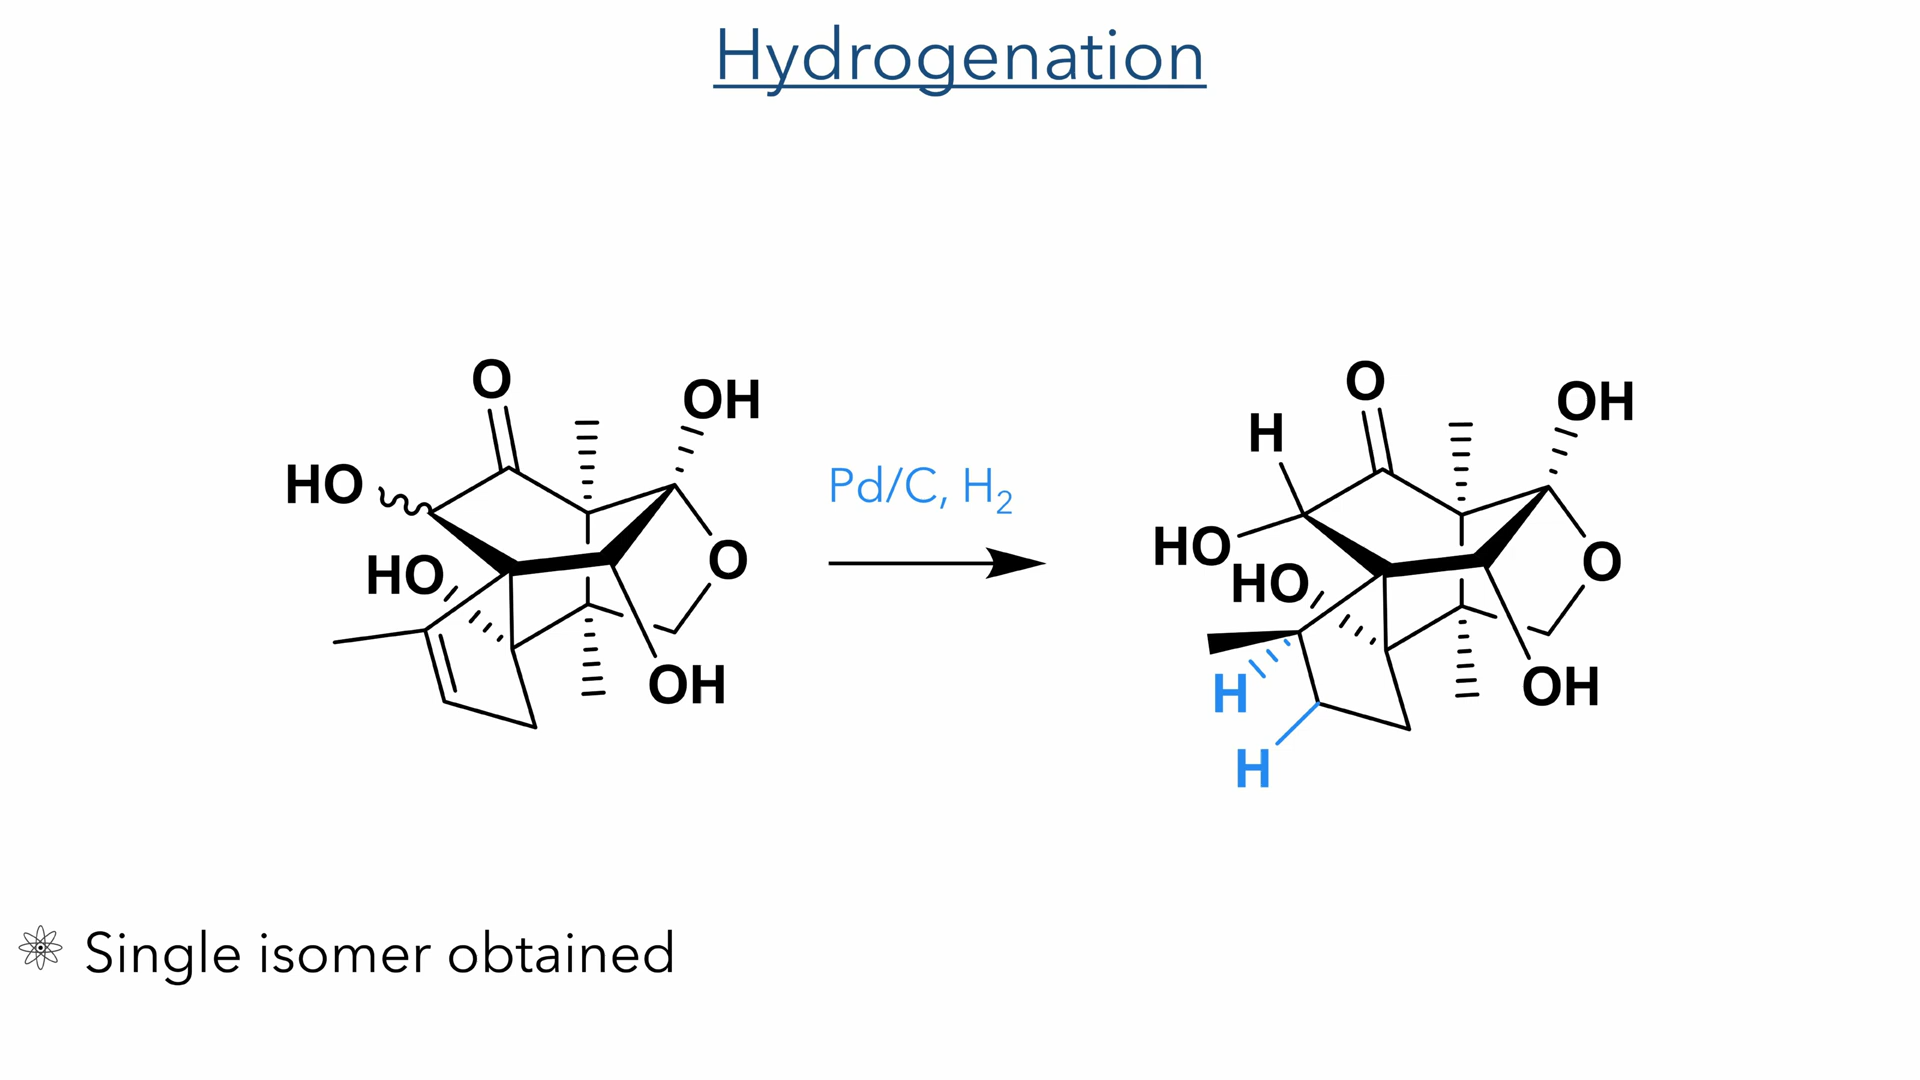 Hydrogenation
O
OH
HO
HO
O
OH
Pd/C, H₂
O
OH
H
HO
HO
O
H
OH
H
Single isomer obtained